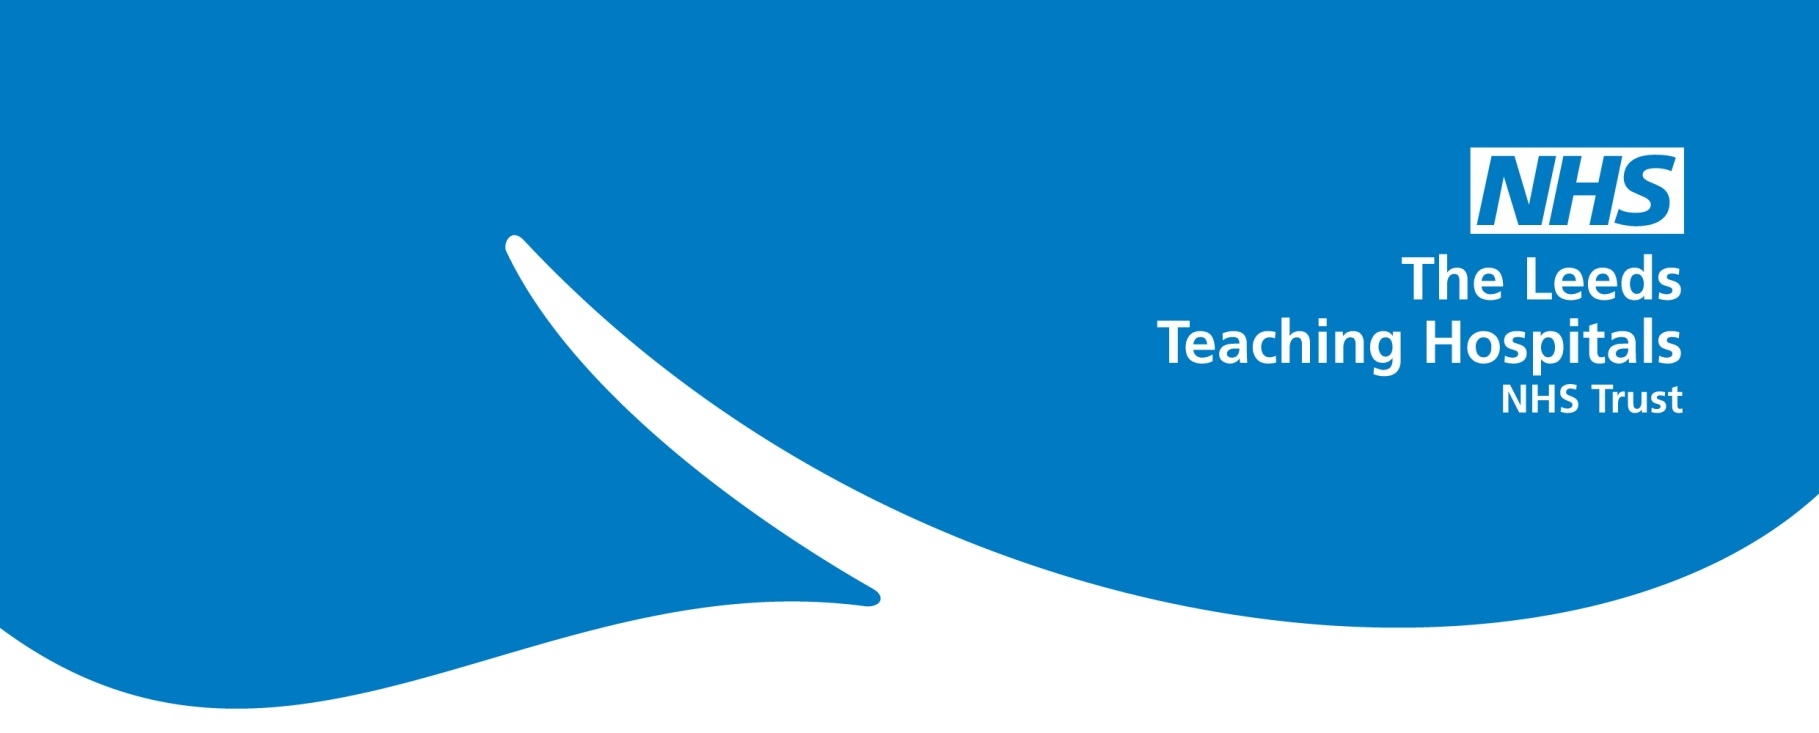 NHS
The Leeds
Teaching Hospitals
NHS Trust